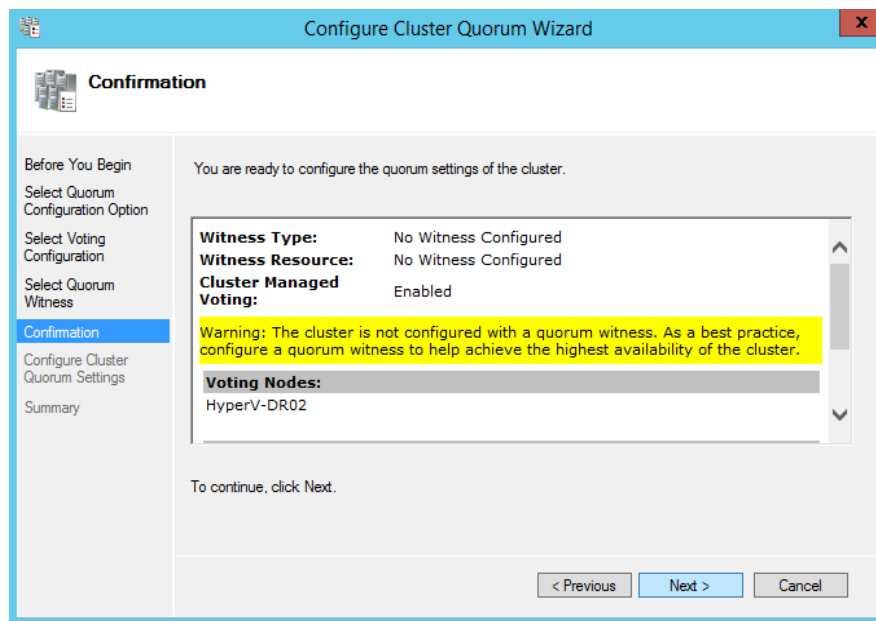 Configure Cluster Quorum Wizard
x
Confirmation
Before You Begin
Select Quorum
Configuration Option
Select Voting
Configuration
Select Quorum
Witness
Confirmation
Configure Cluster
Quorum Settings
Summary
You are ready to configure the quorum settings of the cluster.
Witness Type: No Witness Configured
Witness Resource: No Witness Configured
Cluster Managed
Voting: Enabled
Warning: The cluster is not configured with a quorum witness. As a best practice,
configure a quorum witness to help achieve the highest availability of the cluster.
Voting Nodes:
HyperV-DR02
To continue, click Next.
< Previous Next > Cancel